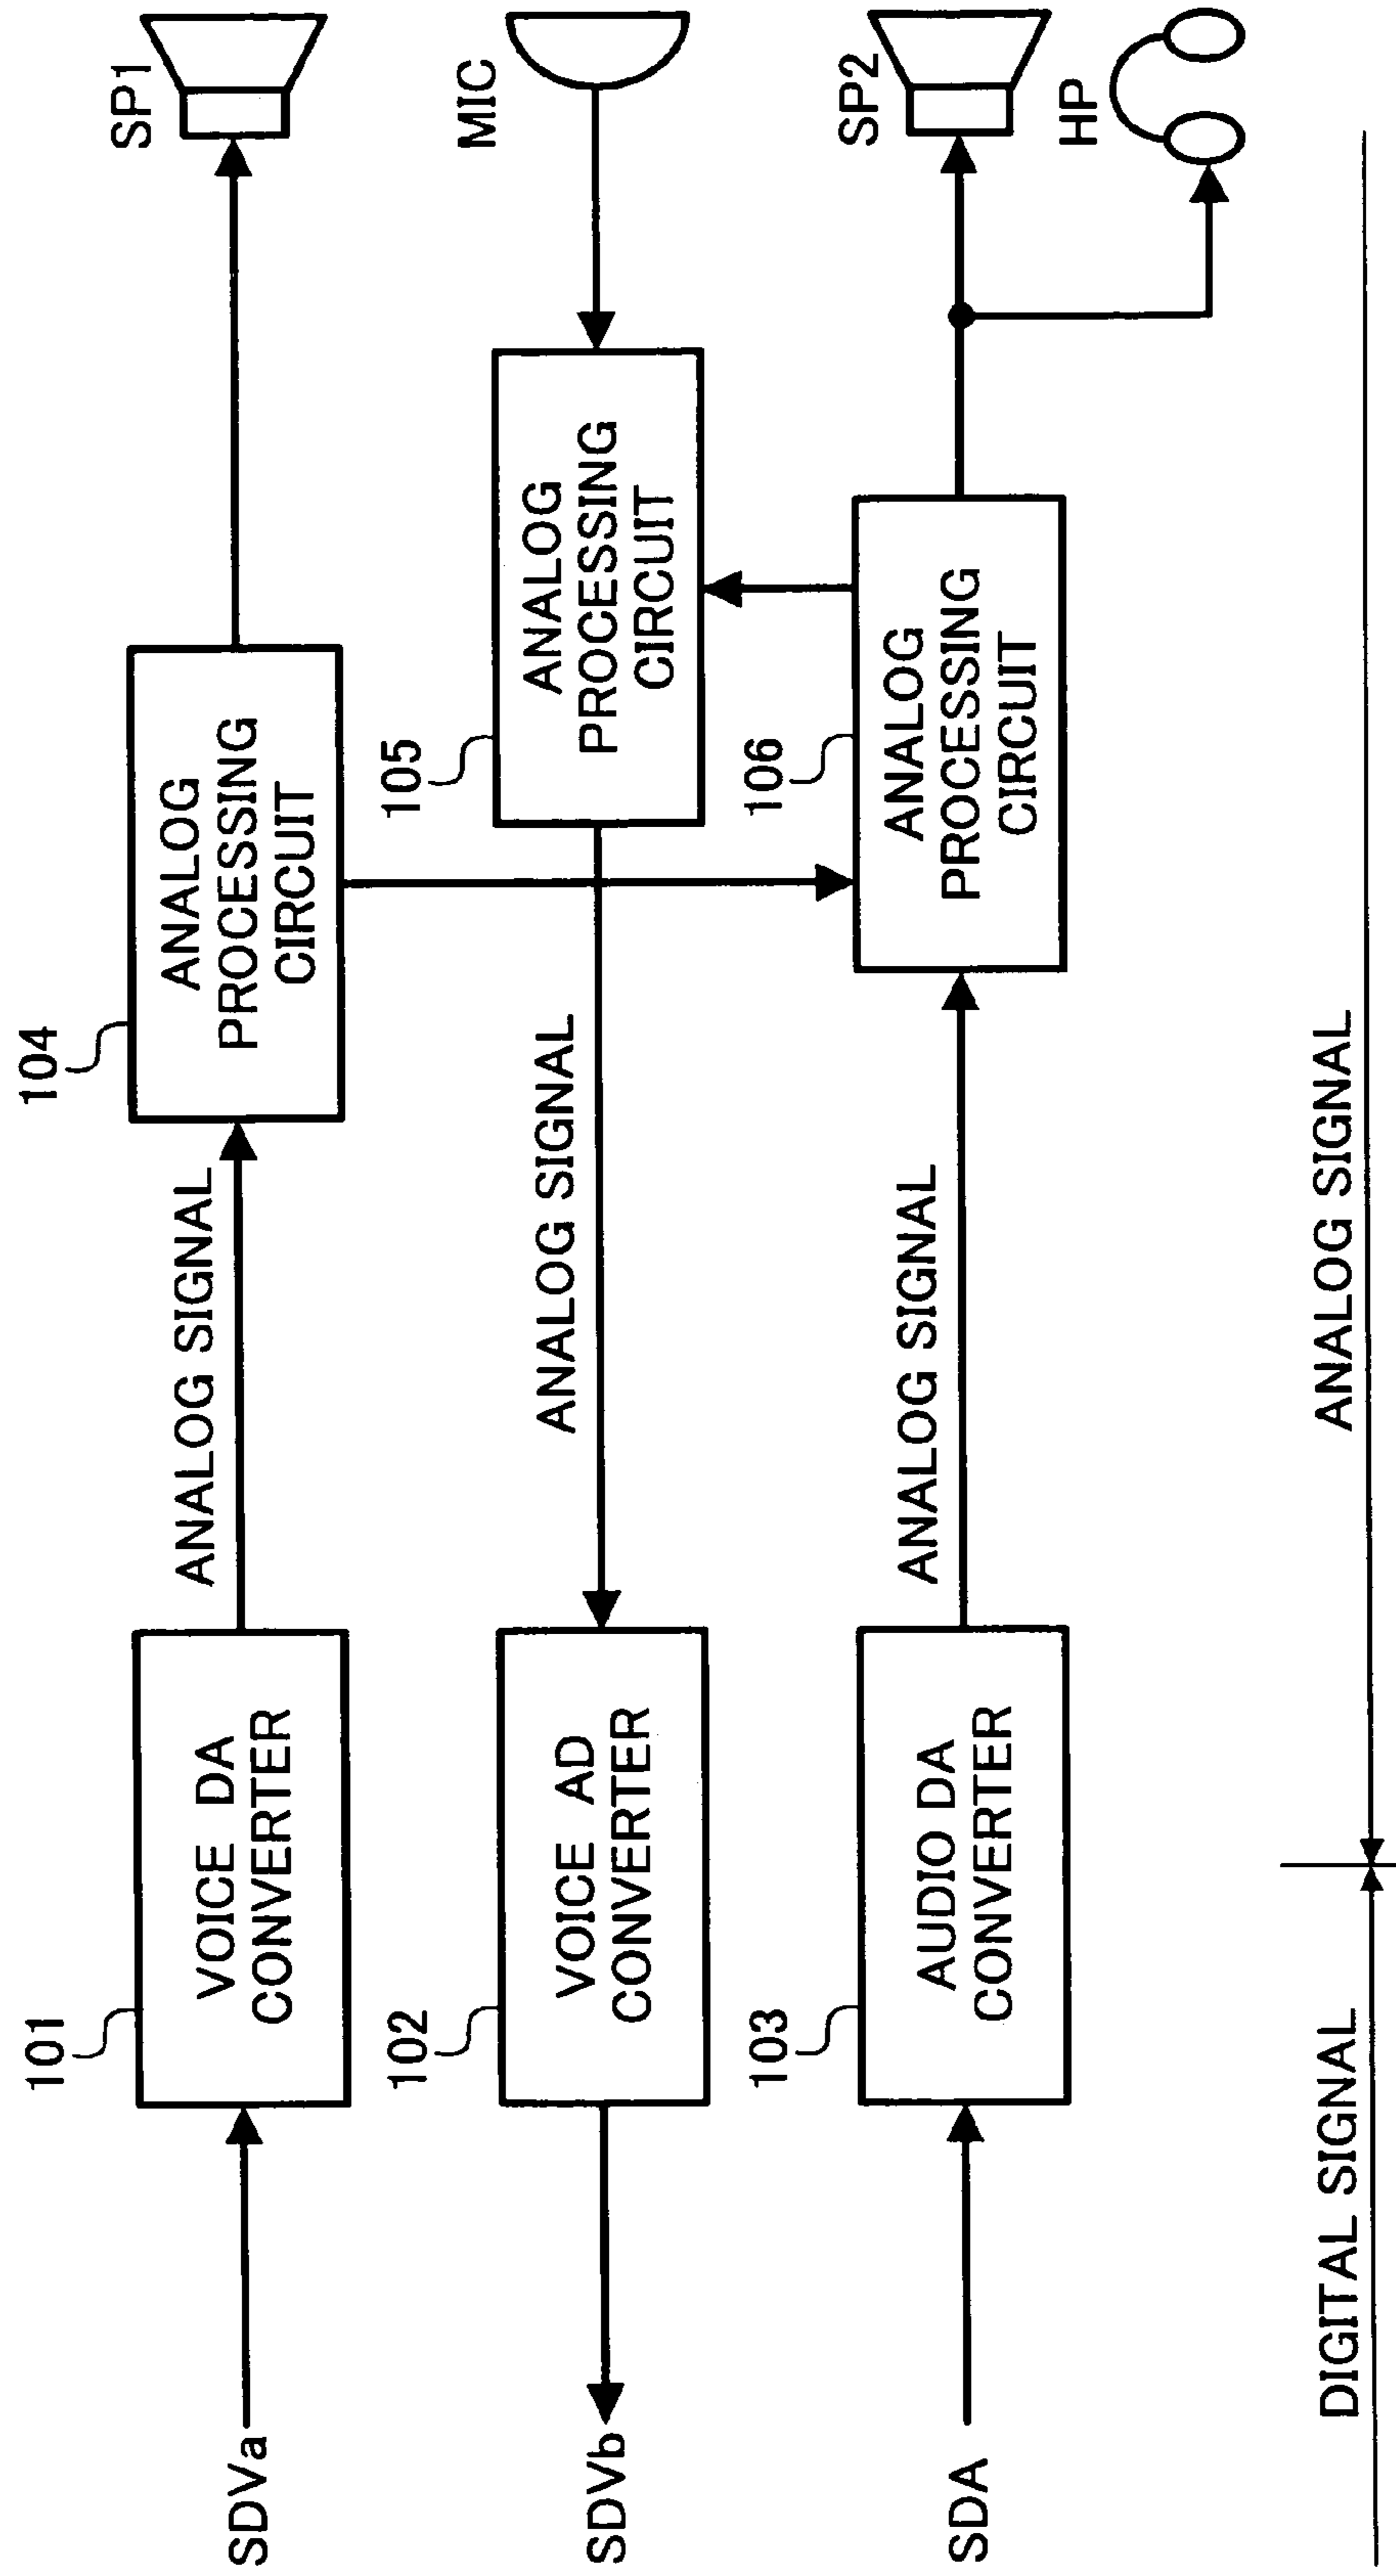 SDVa
101
VOICE DA
CONVERTER
ANALOG SIGNAL
104
ANALOG
PROCESSING
CIRCUIT
SP1
SDVb
102
VOICE AD
CONVERTER
ANALOG SIGNAL
105
ANALOG
PROCESSING
CIRCUIT
MIC
SDA
103
AUDIO DA
CONVERTER
ANALOG SIGNAL
106
ANALOG
PROCESSING
CIRCUIT
SP2
HP
DIGITAL SIGNAL
ANALOG SIGNAL